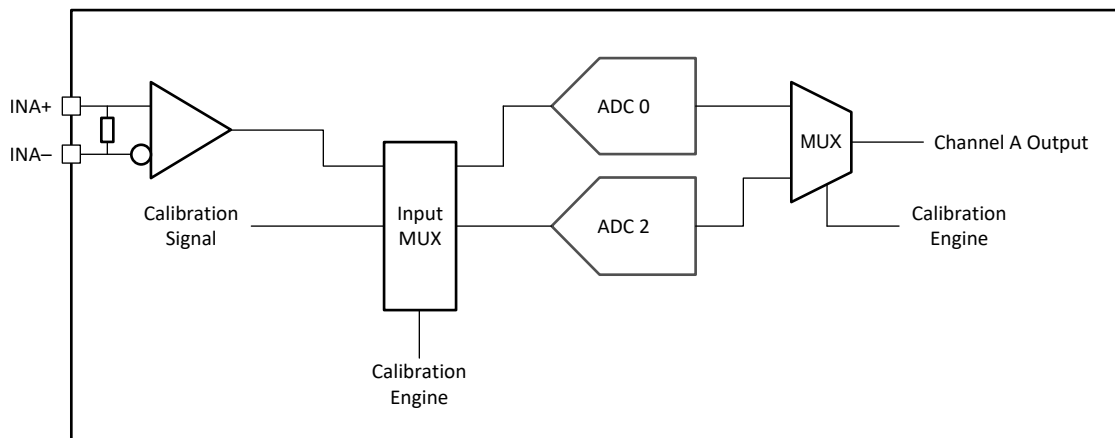 INA+
INA–
Calibration
Signal
Input
MUX
Calibration
Engine
ADC 0
ADC 2
MUX
Channel A Output
Calibration
Engine